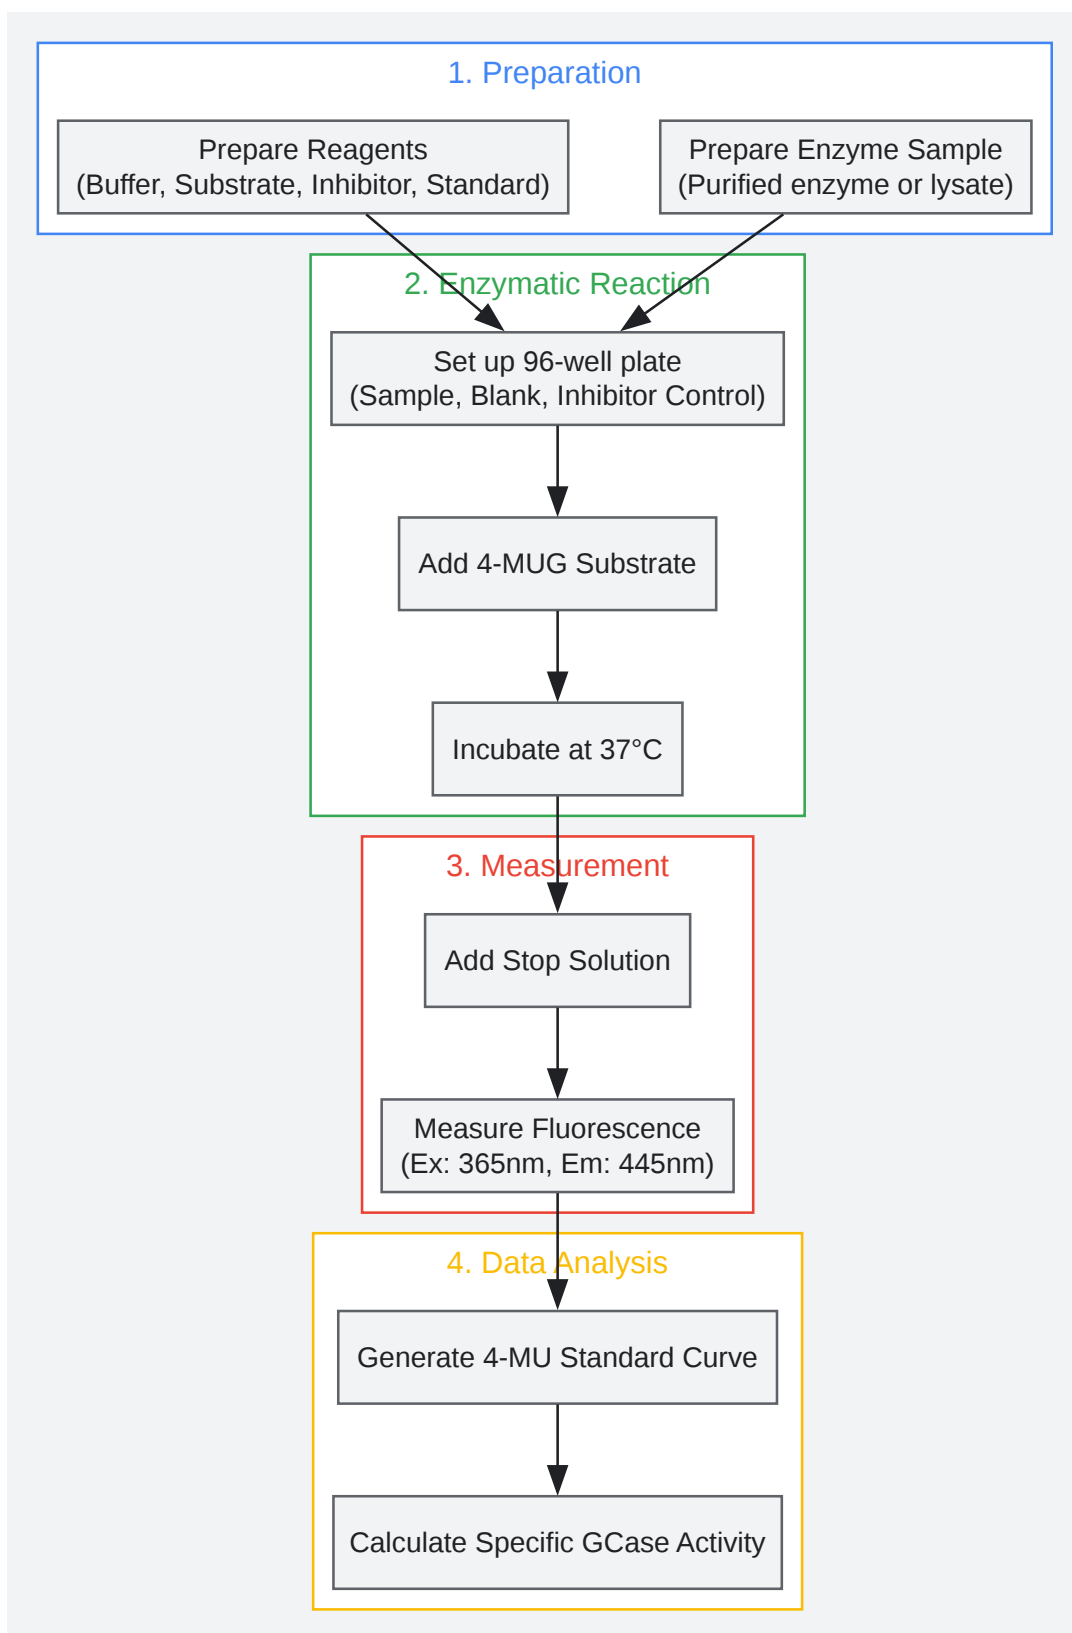 1. Preparation
Prepare Reagents
(Buffer, Substrate, Inhibitor, Standard)
Prepare Enzyme Sample
(Purified enzyme or lysate)
2. Enzymatic Reaction
Set up 96-well plate
(Sample, Blank, Inhibitor Control)
Add 4-MUG Substrate
Incubate at 37°C
3. Measurement
Add Stop Solution
Measure Fluorescence
(Ex: 365nm, Em: 445nm)
4. Data Analysis
Generate 4-MU Standard Curve
Calculate Specific GCase Activity